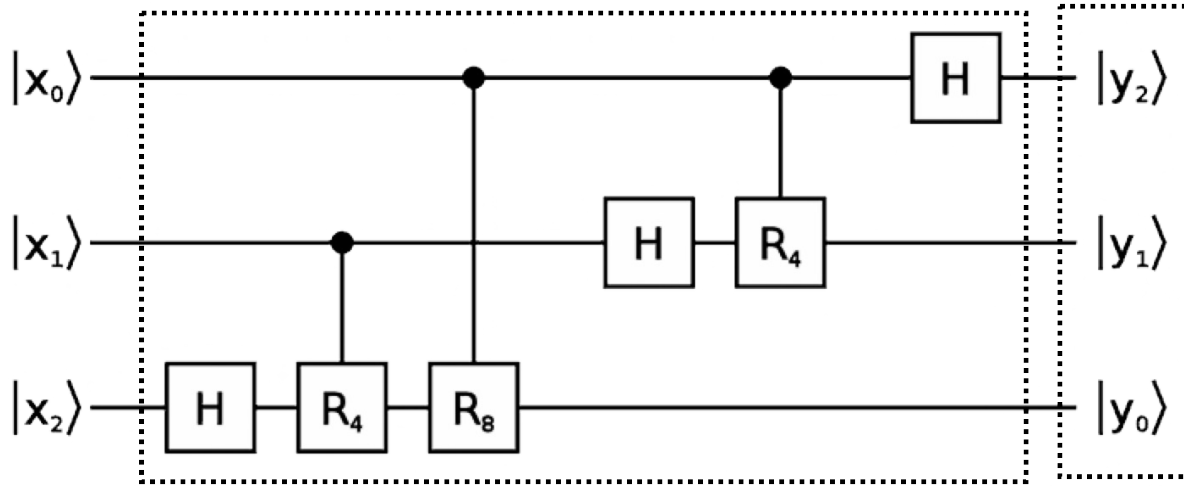 |x₀⟩ H |y₂⟩
|x₁⟩ H R₄ |y₁⟩
|x₂⟩ H R₄ R₈ |y₀⟩